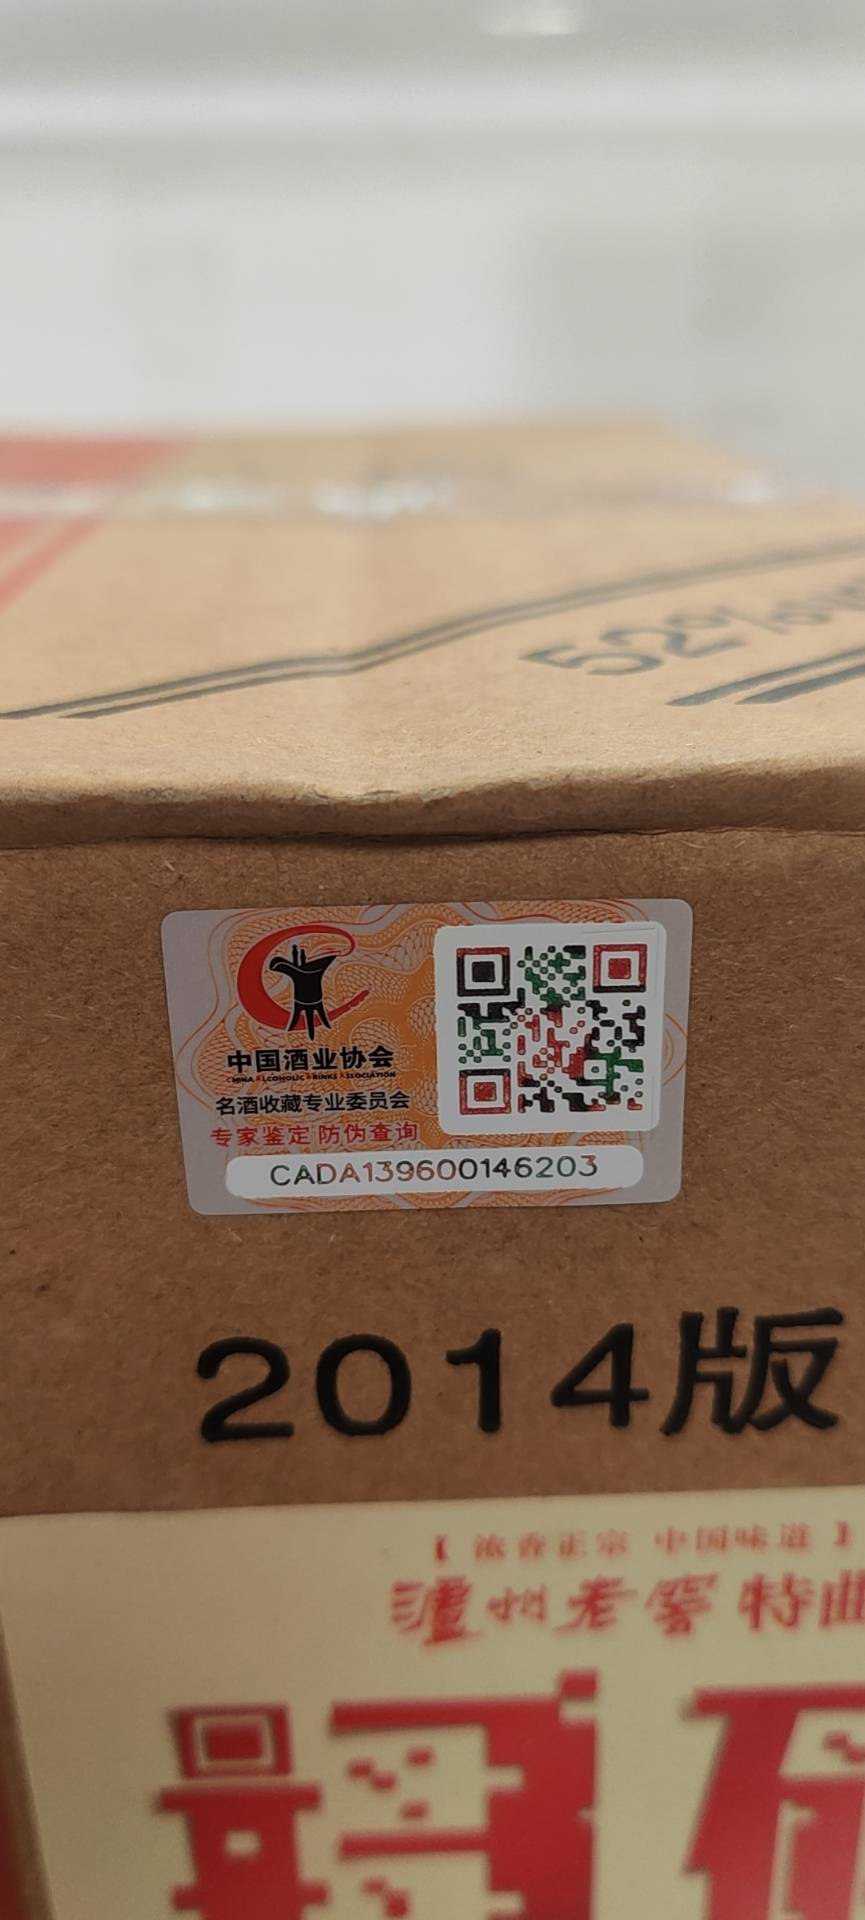 52%
中国酒业协会
CHINA ALCOHOLIC DRINKS ASSOCIATION
名酒收藏专业委员会
专家鉴定 防伪查询
CADA139600146203
2014版
【 浓香正宗 中国味道 】
泸州老窖 特曲